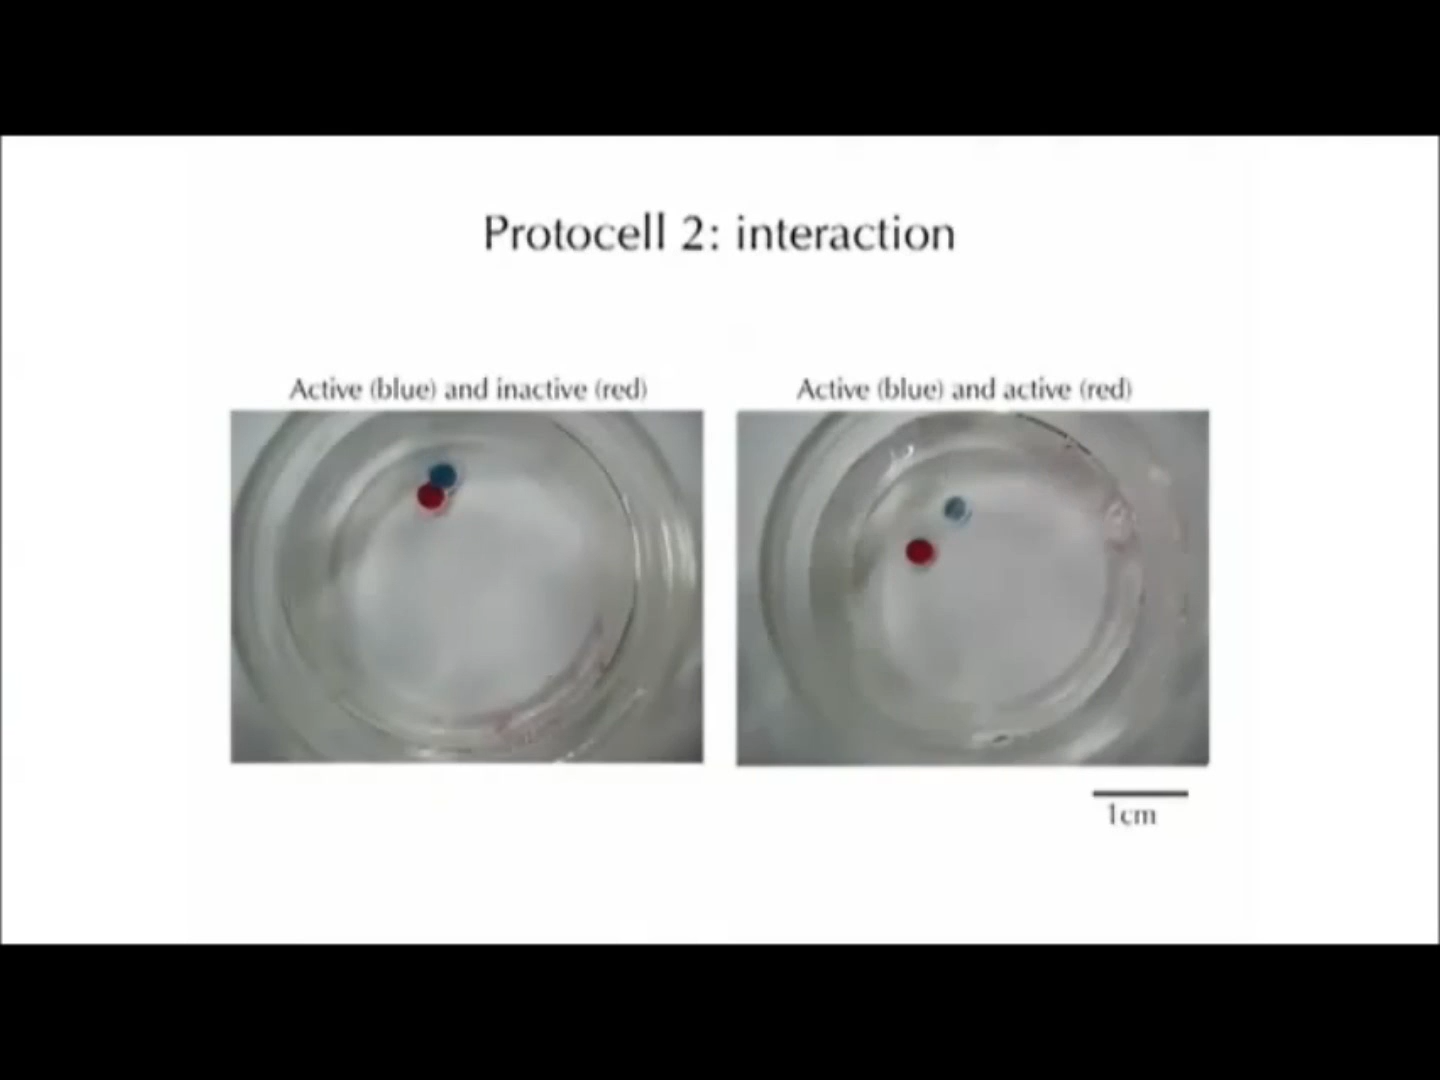 Protocell 2: interaction
Active (blue) and inactive (red)
Active (blue) and active (red)
1cm